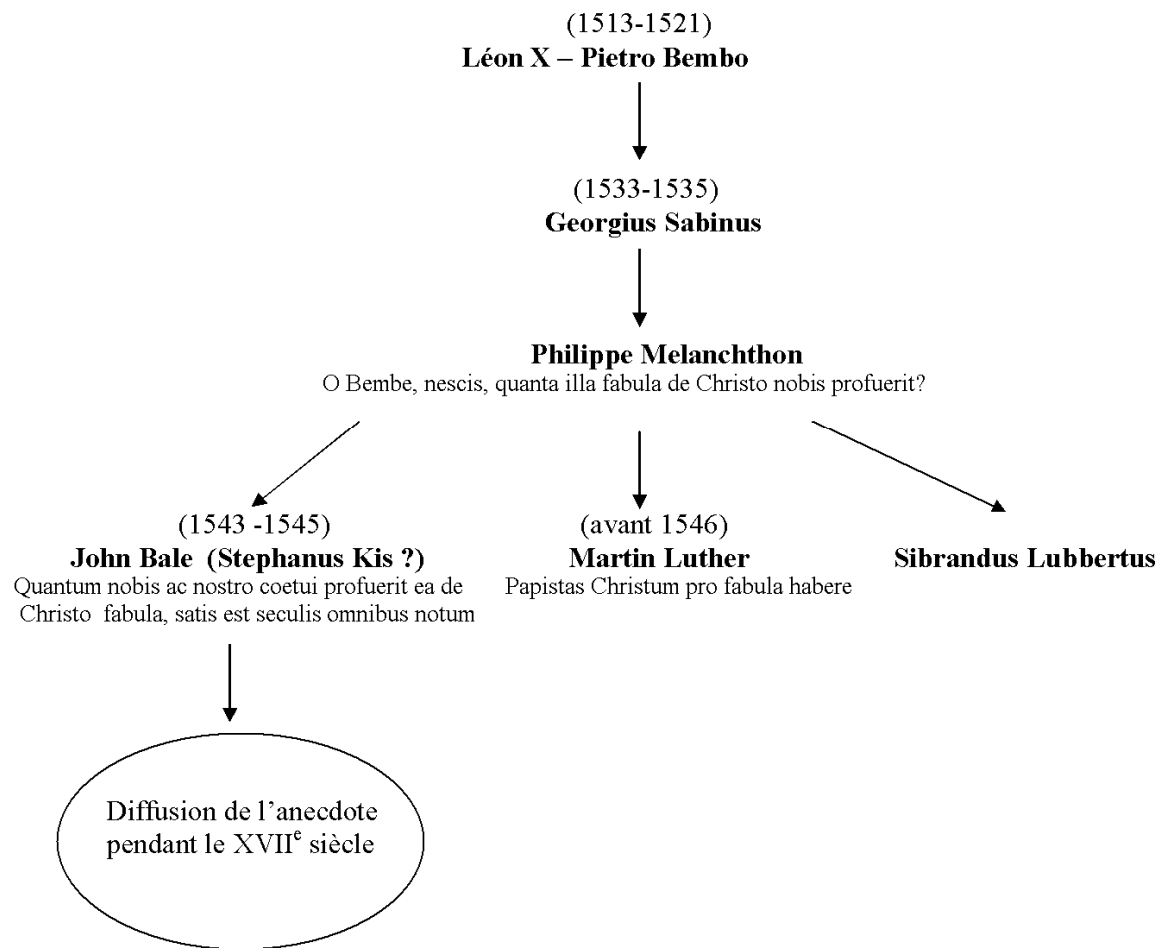 (1513-1521)
Léon X – Pietro Bembo
(1533-1535)
Georgius Sabinus
Philippe Melanchthon
O Bembe, nescis, quanta illa fabula de Christo nobis profuerit?
(1543 -1545)
John Bale (Stephanus Kis ?)
Quantum nobis ac nostro coetui profuerit ea de
Christo fabula, satis est seculis omnibus notum
(avant 1546)
Martin Luther
Papistas Christum pro fabula habere
Sibrandus Lubbertus
Diffusion de l’anecdote
pendant le XVIIe siècle